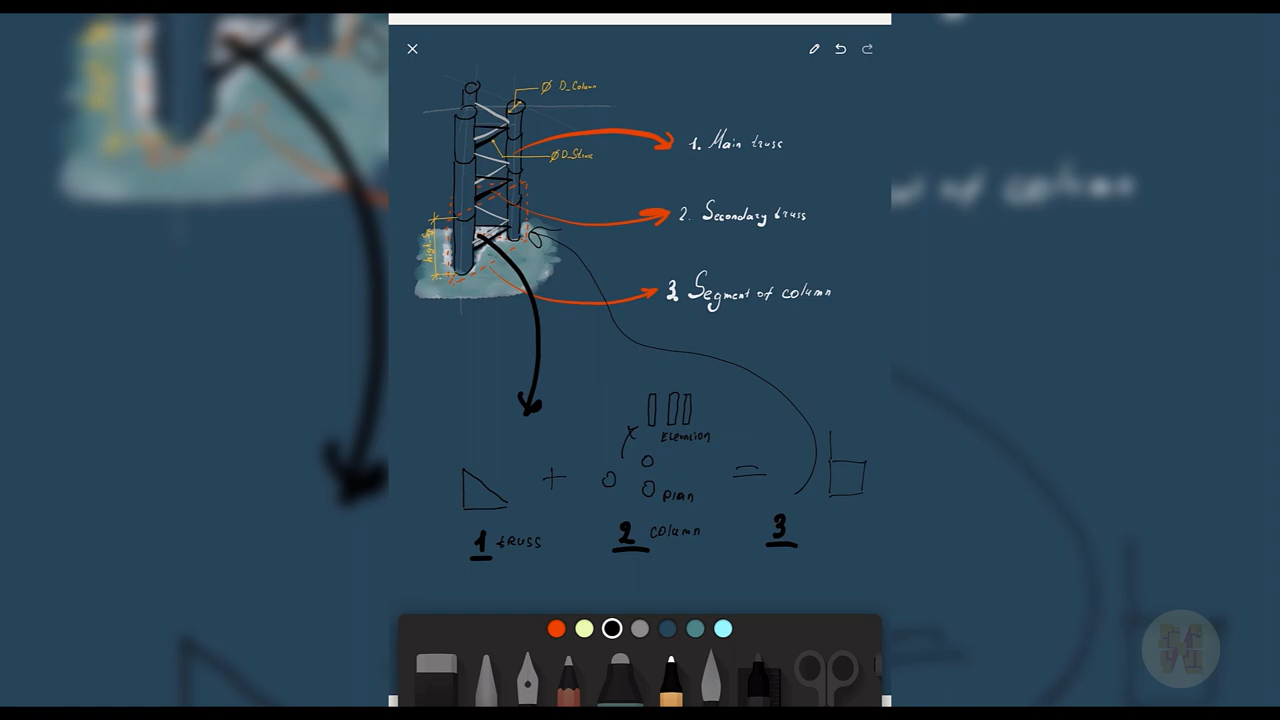 Ø D_Column
1. Main truss
Ø D_Struc
2. Secondary truss
3. Segment of column
Elevation
+
=
plan
1 truss
2 column
3